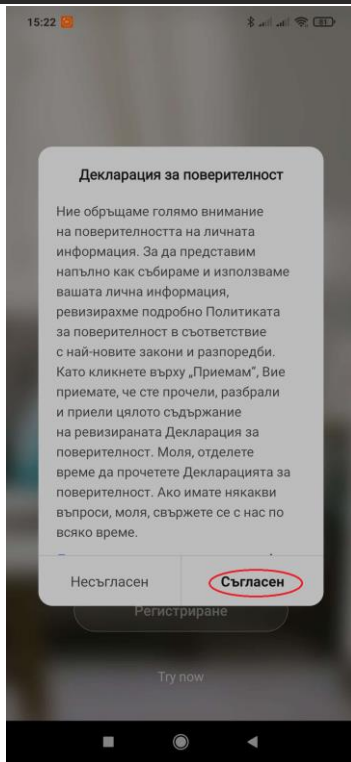 15:22
81
Декларация за поверителност
Ние обръщаме голямо внимание
на поверителността на личната
информация. За да представим
напълно как събираме и използваме
вашата лична информация,
ревизирахме подробно Политиката
за поверителност в съответствие
с най-новите закони и разпоредби.
Като кликнете върху „Приемам“, Вие
приемате, че сте прочели, разбрали
и приели цялото съдържание
на ревизираната Декларация за
поверителност. Моля, отделете
време да прочетете Декларацията за
поверителност. Ако имате някакви
въпроси, моля, свържете се с нас по
всяко време.
Несъгласен
Съгласен
Регистриране
Try now